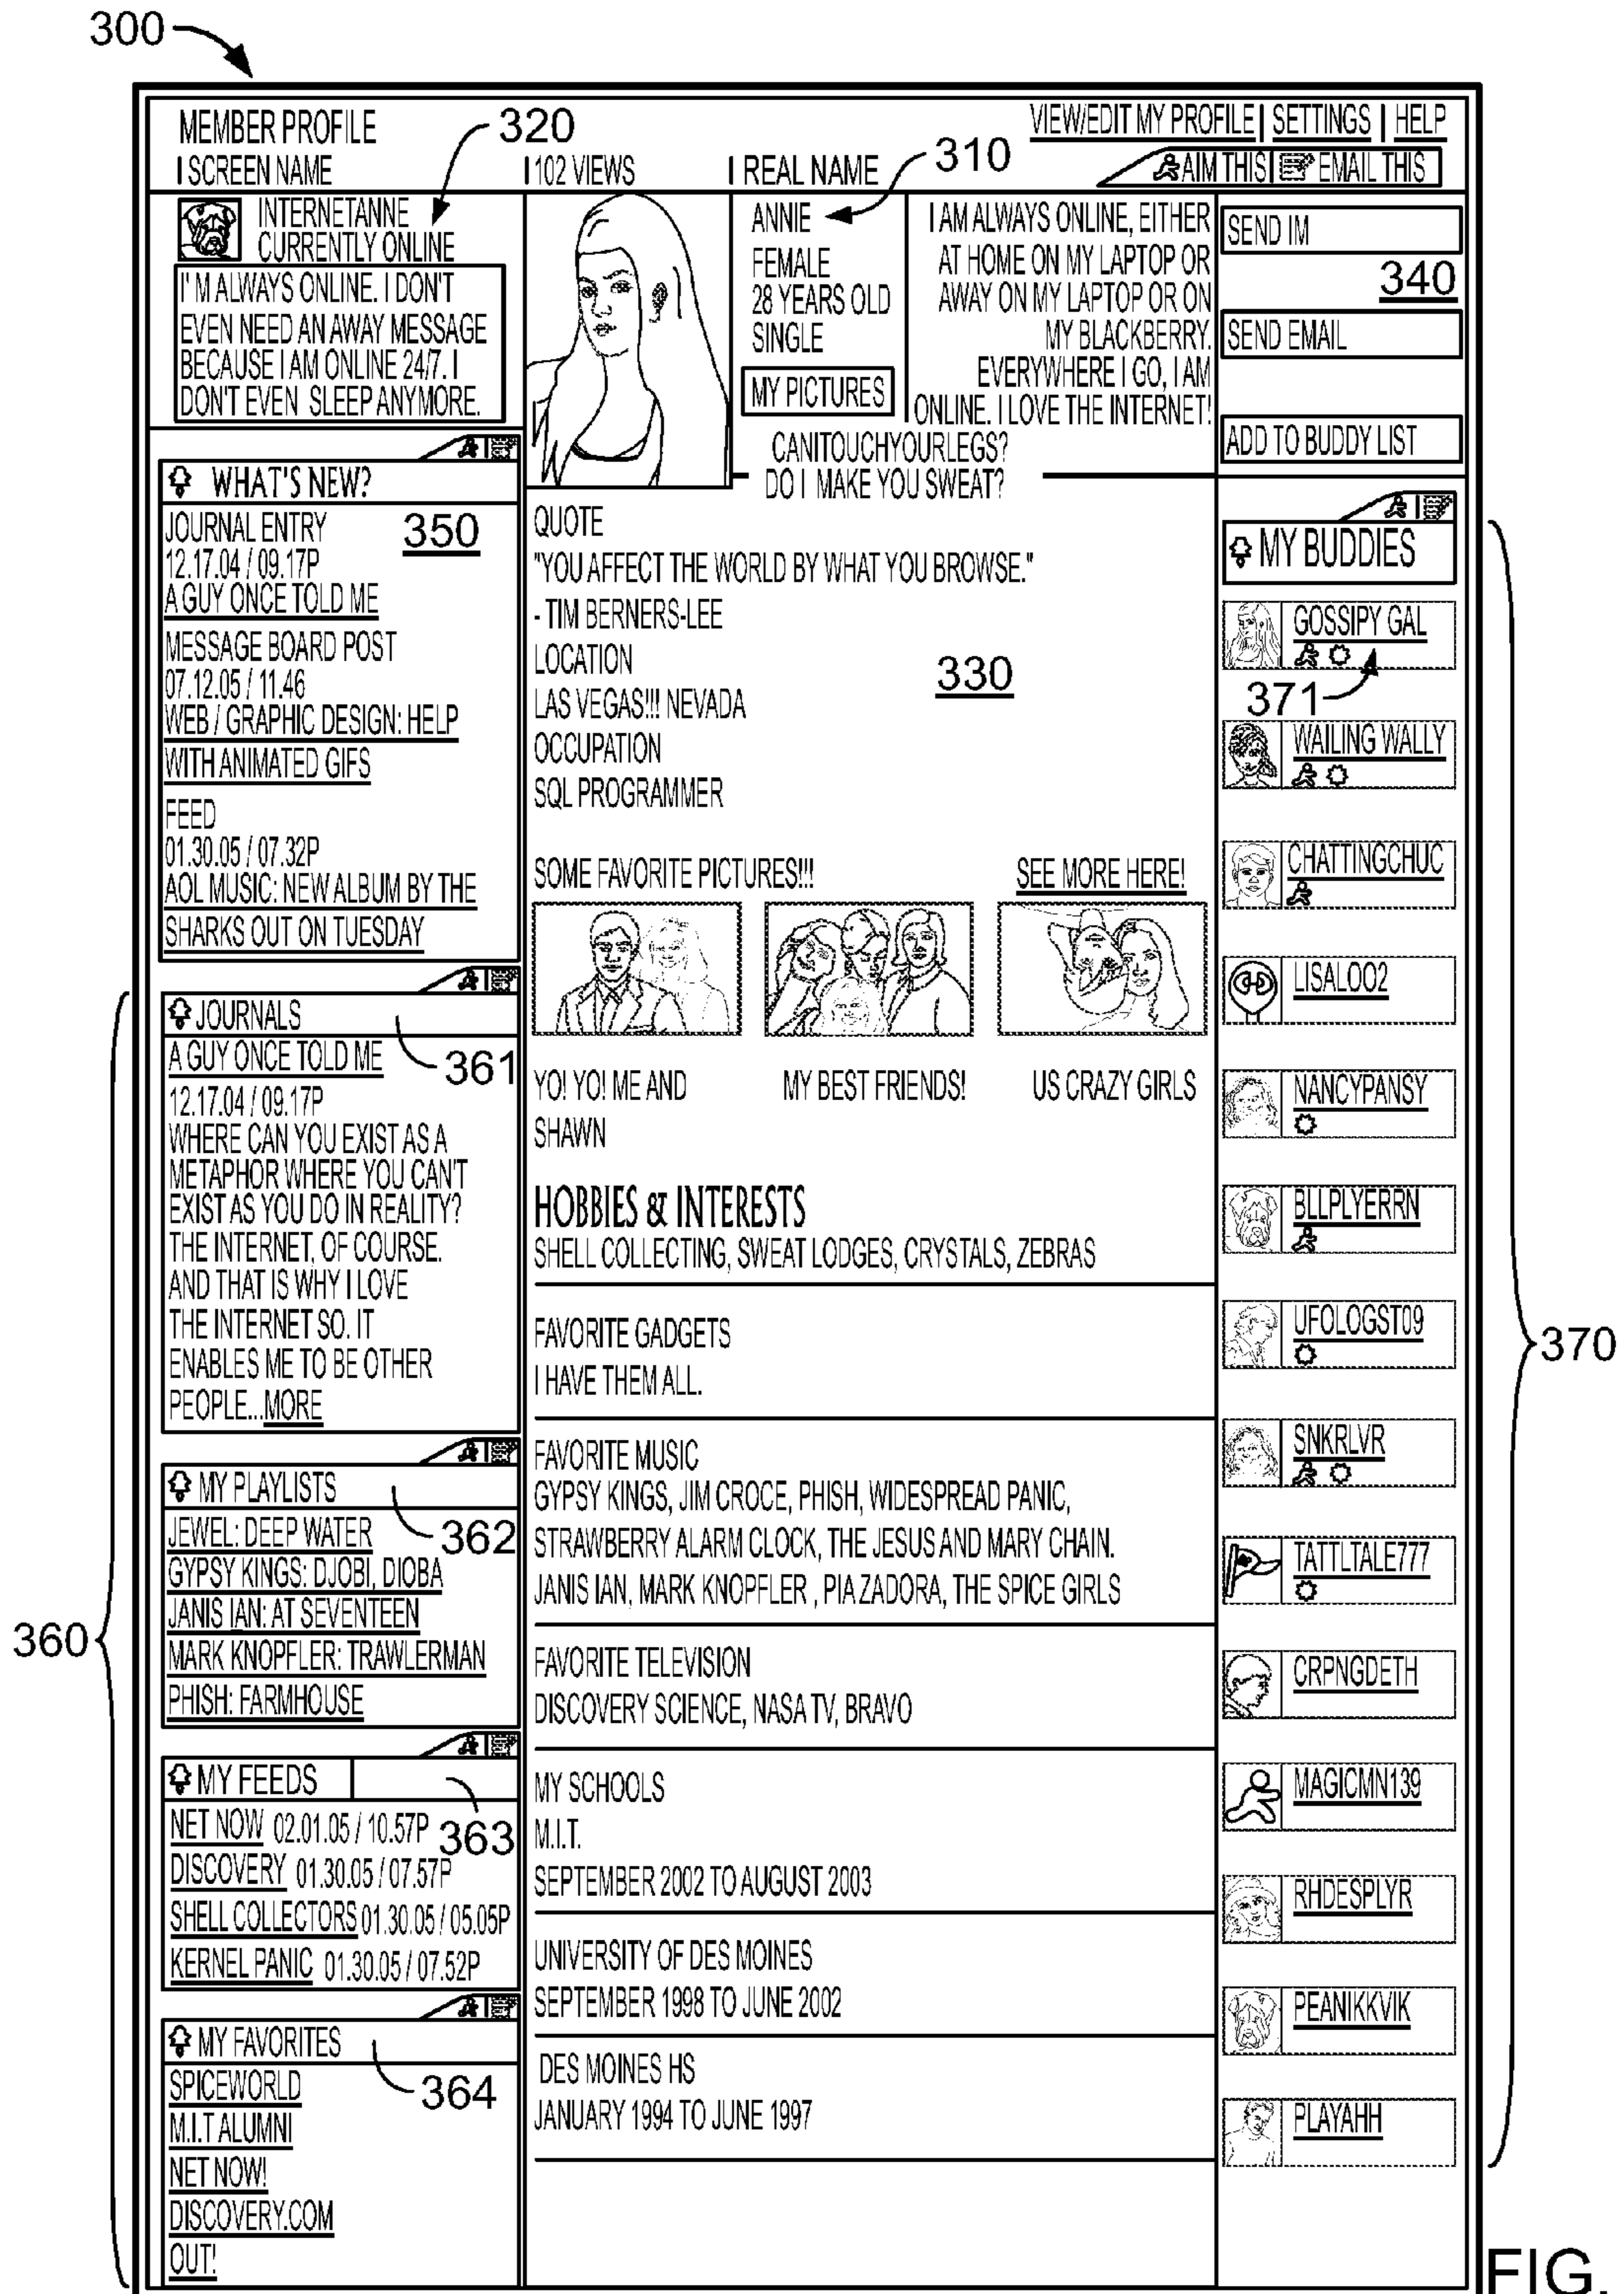 300
MEMBER PROFILE
320
VIEW/EDIT MY PROFILE | SETTINGS | HELP
| SCREEN NAME
| 102 VIEWS
| REAL NAME
310
AIM THIS | EMAIL THIS
INTERNETANNE
CURRENTLY ONLINE
I' M ALWAYS ONLINE. I DON'T
EVEN NEED AN AWAY MESSAGE
BECAUSE I AM ONLINE 24/7. I
DON'T EVEN SLEEP ANYMORE.
ANNIE
FEMALE
28 YEARS OLD
SINGLE
MY PICTURES
I AM ALWAYS ONLINE, EITHER
AT HOME ON MY LAPTOP OR
AWAY ON MY LAPTOP OR ON
MY BLACKBERRY.
EVERYWHERE I GO, I AM
ONLINE. I LOVE THE INTERNET!
CANITOUCHYOURLEGS?
DO I MAKE YOU SWEAT?
SEND IM
340
SEND EMAIL
ADD TO BUDDY LIST
WHAT'S NEW?
350
JOURNAL ENTRY
12.17.04 / 09.17P
A GUY ONCE TOLD ME
MESSAGE BOARD POST
07.12.05 / 11.46
WEB / GRAPHIC DESIGN: HELP
WITH ANIMATED GIFS
FEED
01.30.05 / 07.32P
AOL MUSIC: NEW ALBUM BY THE
SHARKS OUT ON TUESDAY
360
JOURNALS
361
A GUY ONCE TOLD ME
12.17.04 / 09.17P
WHERE CAN YOU EXIST AS A
METAPHOR WHERE YOU CAN'T
EXIST AS YOU DO IN REALITY?
THE INTERNET, OF COURSE.
AND THAT IS WHY I LOVE
THE INTERNET SO. IT
ENABLES ME TO BE OTHER
PEOPLE...MORE
MY PLAYLISTS
362
JEWEL: DEEP WATER
GYPSY KINGS: DJOBI, DIOBA
JANIS IAN: AT SEVENTEEN
MARK KNOPFLER: TRAWLERMAN
PHISH: FARMHOUSE
MY FEEDS
363
NET NOW 02.01.05 / 10.57P
DISCOVERY 01.30.05 / 07.57P
SHELL COLLECTORS 01.30.05 / 05.05P
KERNEL PANIC 01.30.05 / 07.52P
MY FAVORITES
364
SPICEWORLD
M.I.T ALUMNI
NET NOW!
DISCOVERY.COM
OUT!
QUOTE
"YOU AFFECT THE WORLD BY WHAT YOU BROWSE."
- TIM BERNERS-LEE
LOCATION
330
LAS VEGAS!!! NEVADA
OCCUPATION
SQL PROGRAMMER
SOME FAVORITE PICTURES!!!
SEE MORE HERE!
YO! YO! ME AND
SHAWN
MY BEST FRIENDS!
US CRAZY GIRLS
HOBBIES & INTERESTS
SHELL COLLECTING, SWEAT LODGES, CRYSTALS, ZEBRAS
FAVORITE GADGETS
I HAVE THEM ALL.
FAVORITE MUSIC
GYPSY KINGS, JIM CROCE, PHISH, WIDESPREAD PANIC,
STRAWBERRY ALARM CLOCK, THE JESUS AND MARY CHAIN.
JANIS IAN, MARK KNOPFLER , PIA ZADORA, THE SPICE GIRLS
FAVORITE TELEVISION
DISCOVERY SCIENCE, NASA TV, BRAVO
MY SCHOOLS
M.I.T.
SEPTEMBER 2002 TO AUGUST 2003
UNIVERSITY OF DES MOINES
SEPTEMBER 1998 TO JUNE 2002
DES MOINES HS
JANUARY 1994 TO JUNE 1997
MY BUDDIES
GOSSIPY GAL
371
WAILING WALLY
CHATTINGCHUC
LISALOO2
NANCYPANSY
BLLPLYERRN
UFOLOGST09
SNKRLVR
TATTLTALE777
CRPNGDETH
MAGICMN139
RHDESPLYR
PEANIKKVIK
PLAYAHH
370
FIG.